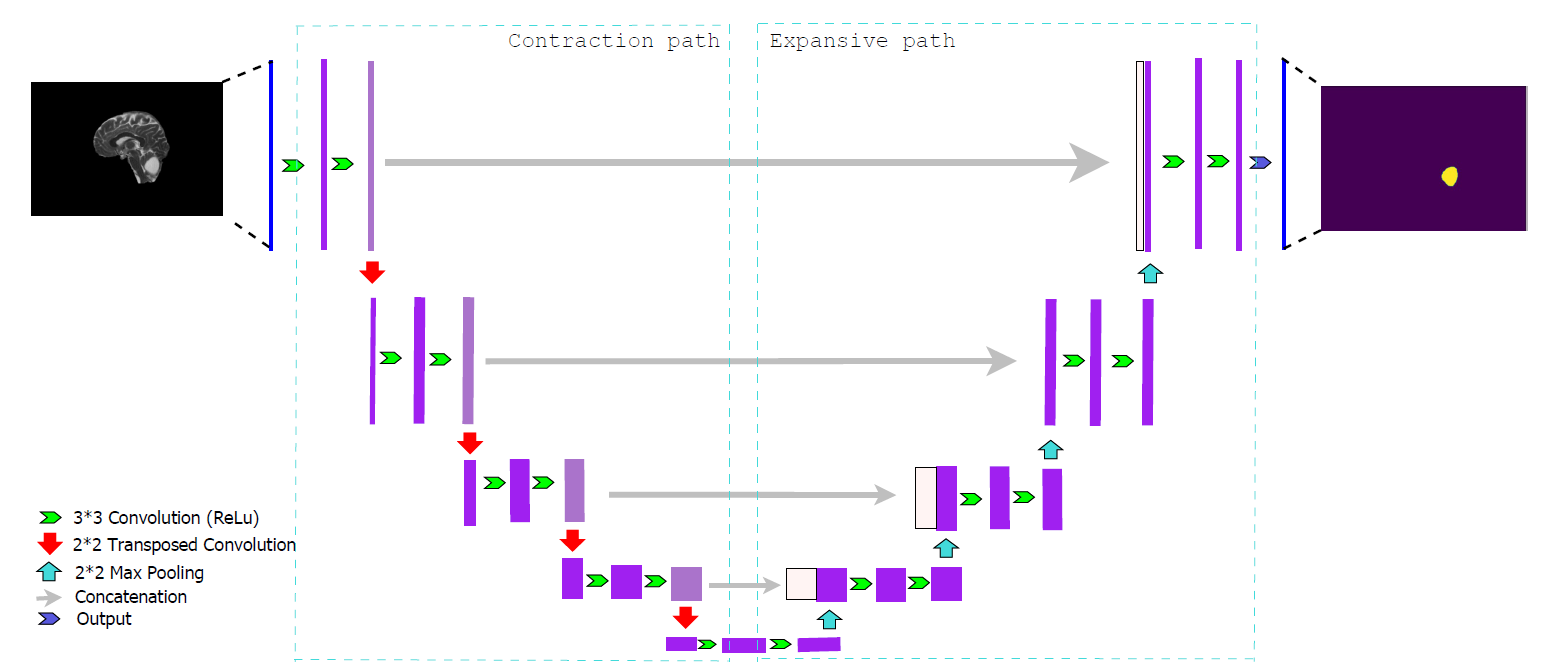 Contraction path
Expansive path
3*3 Convolution (ReLu)
2*2 Transposed Convolution
2*2 Max Pooling
Concatenation
Output